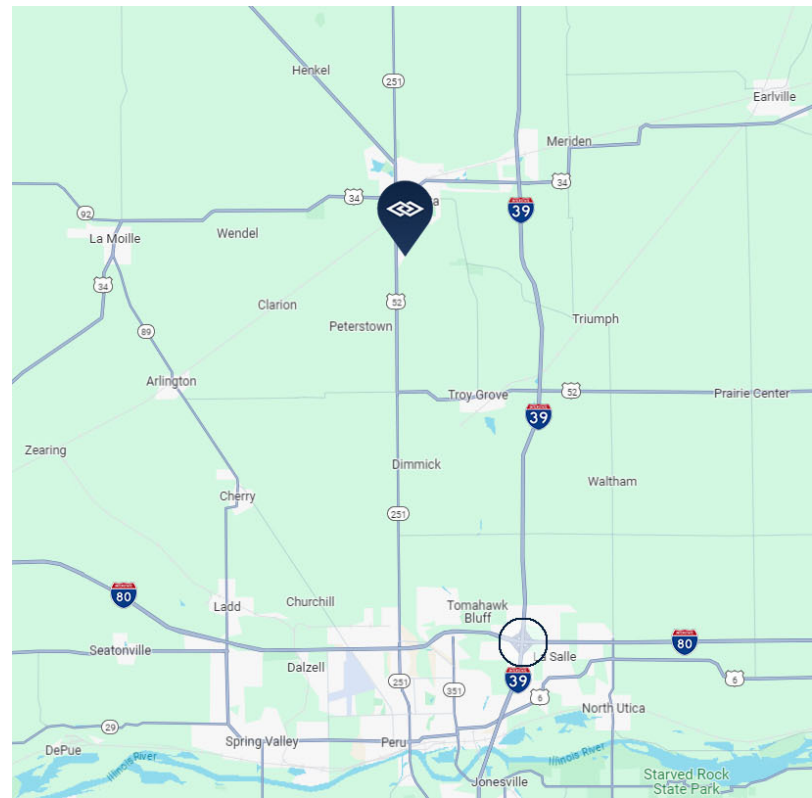 Henkel
251
Earlville
Meriden
34
34
39
92
La Moille
Wendel
34
52
Clarion
Peterstown
Triumph
89
Arlington
Troy Grove
52
Prairie Center
39
Zearing
Dimmick
Waltham
Cherry
251
80
Ladd
Churchill
Tomahawk
Bluff
Seatonville
La Salle
80
Dalzell
251
351
39
6
6
North Utica
29
DePue
Spring Valley
Peru
Illinois River
Illinois River
Jonesville
Starved Rock
State Park